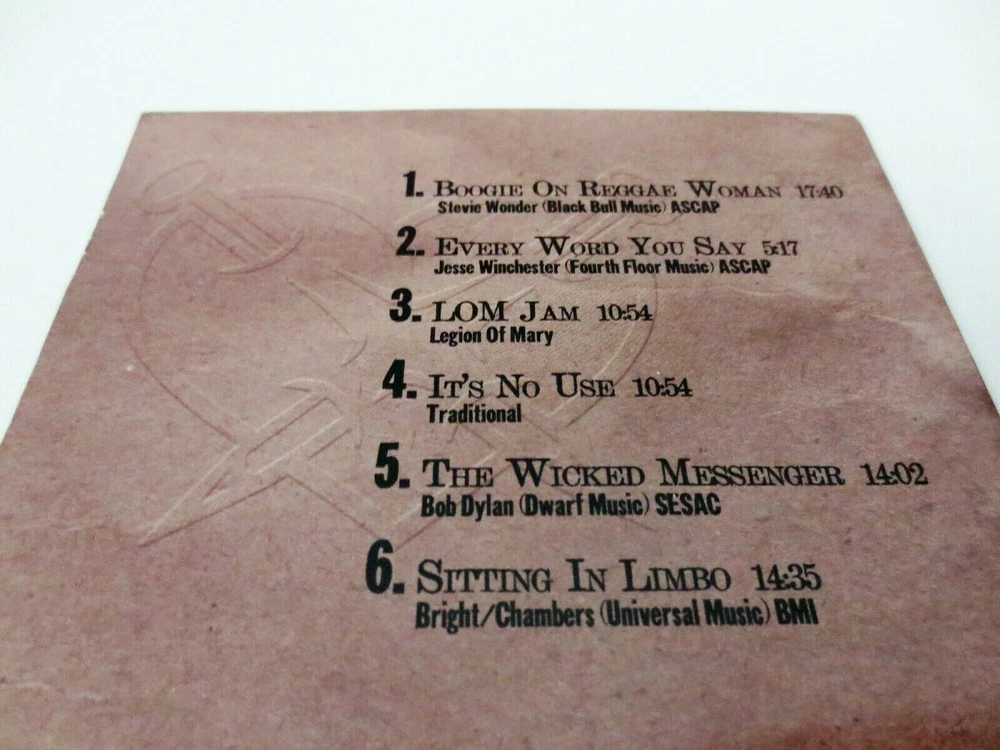 1. Boogie On Reggae Woman 17:40
Stevie Wonder (Black Bull Music) ASCAP
2. Every Word You Say 5:17
Jesse Winchester (Fourth Floor Music) ASCAP
3. LOM Jam 10:54
Legion Of Mary
4. It's No Use 10:54
Traditional
5. The Wicked Messenger 14:02
Bob Dylan (Dwarf Music) SESAC
6. Sitting In Limbo 14:35
Bright/Chambers (Universal Music) BMI